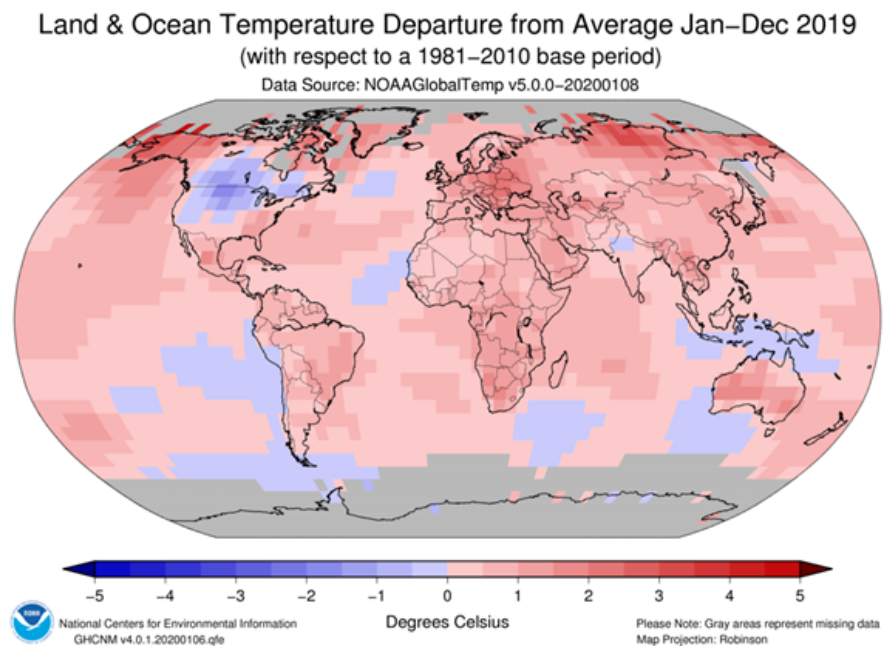 Land & Ocean Temperature Departure from Average Jan–Dec 2019
(with respect to a 1981–2010 base period)
Data Source: NOAAGlobalTemp v5.0.0–20200108
−5 −4 −3 −2 −1 0 1 2 3 4 5
Degrees Celsius
NOAA
National Centers for Environmental Information
GHCNM v4.0.1.20200106.qfe
Please Note: Gray areas represent missing data
Map Projection: Robinson